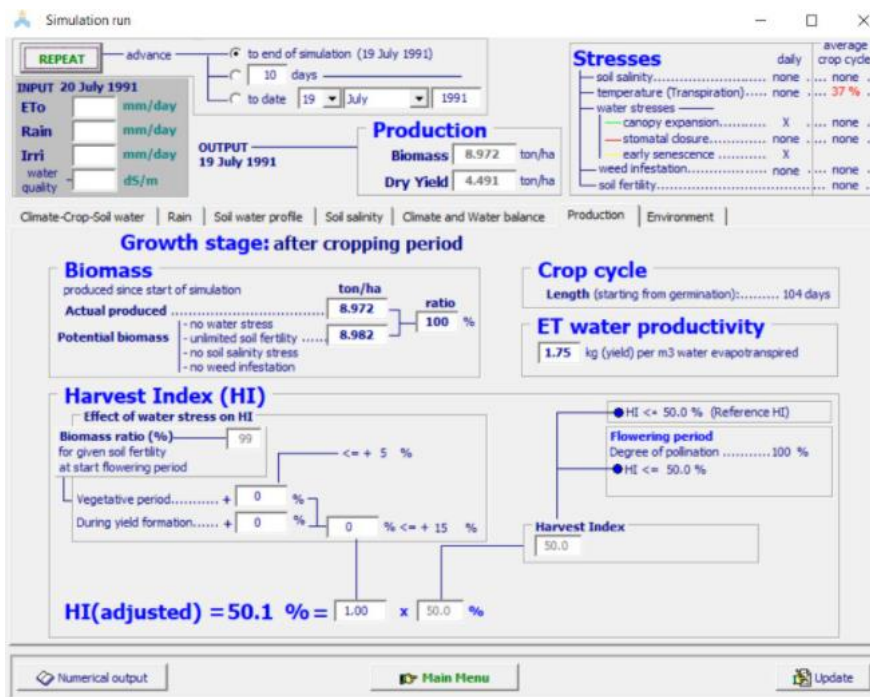 Simulation run
REPEAT
advance
to end of simulation (19 July 1991)
10 days
to date 19 July 1991
INPUT 20 July 1991
ETo mm/day
Rain mm/day
Irri mm/day
water quality dS/m
OUTPUT
19 July 1991
Production
Biomass 8.972 ton/ha
Dry Yield 4.491 ton/ha
Stresses daily average crop cycle
soil salinity.................... none .... none
temperature (Transpiration)..... none .... 37 %
water stresses
canopy expansion............ X .... none
stomatal closure............ none .... none
early senescence ........... X
weed infestation................. none .... none
soil fertility.................................... none
Climate-Crop-Soil water | Rain | Soil water profile | Soil salinity | Climate and Water balance | Production | Environment
Growth stage: after cropping period
Biomass
produced since start of simulation ton/ha
Actual produced .................................... 8.972
ratio
100 %
Potential biomass
- no water stress
- unlimited soil fertility ...... 8.982
- no soil salinity stress
- no weed infestation
Crop cycle
Length (starting from germination):......... 104 days
ET water productivity
1.75 kg (yield) per m3 water evapotranspired
Harvest Index (HI)
Effect of water stress on HI
Biomass ratio (%) 99
for given soil fertility
at start flowering period
<= + 5 %
Vegetative period........... + 0 %
During yield formation...... + 0 %
0 % <= + 15 %
HI <+ 50.0 % (Reference HI)
Flowering period
Degree of pollination ...........100 %
HI <= 50.0 %
Harvest Index
50.0
HI(adjusted) = 50.1 % = 1.00 x 50.0 %
Numerical output
Main Menu
Update